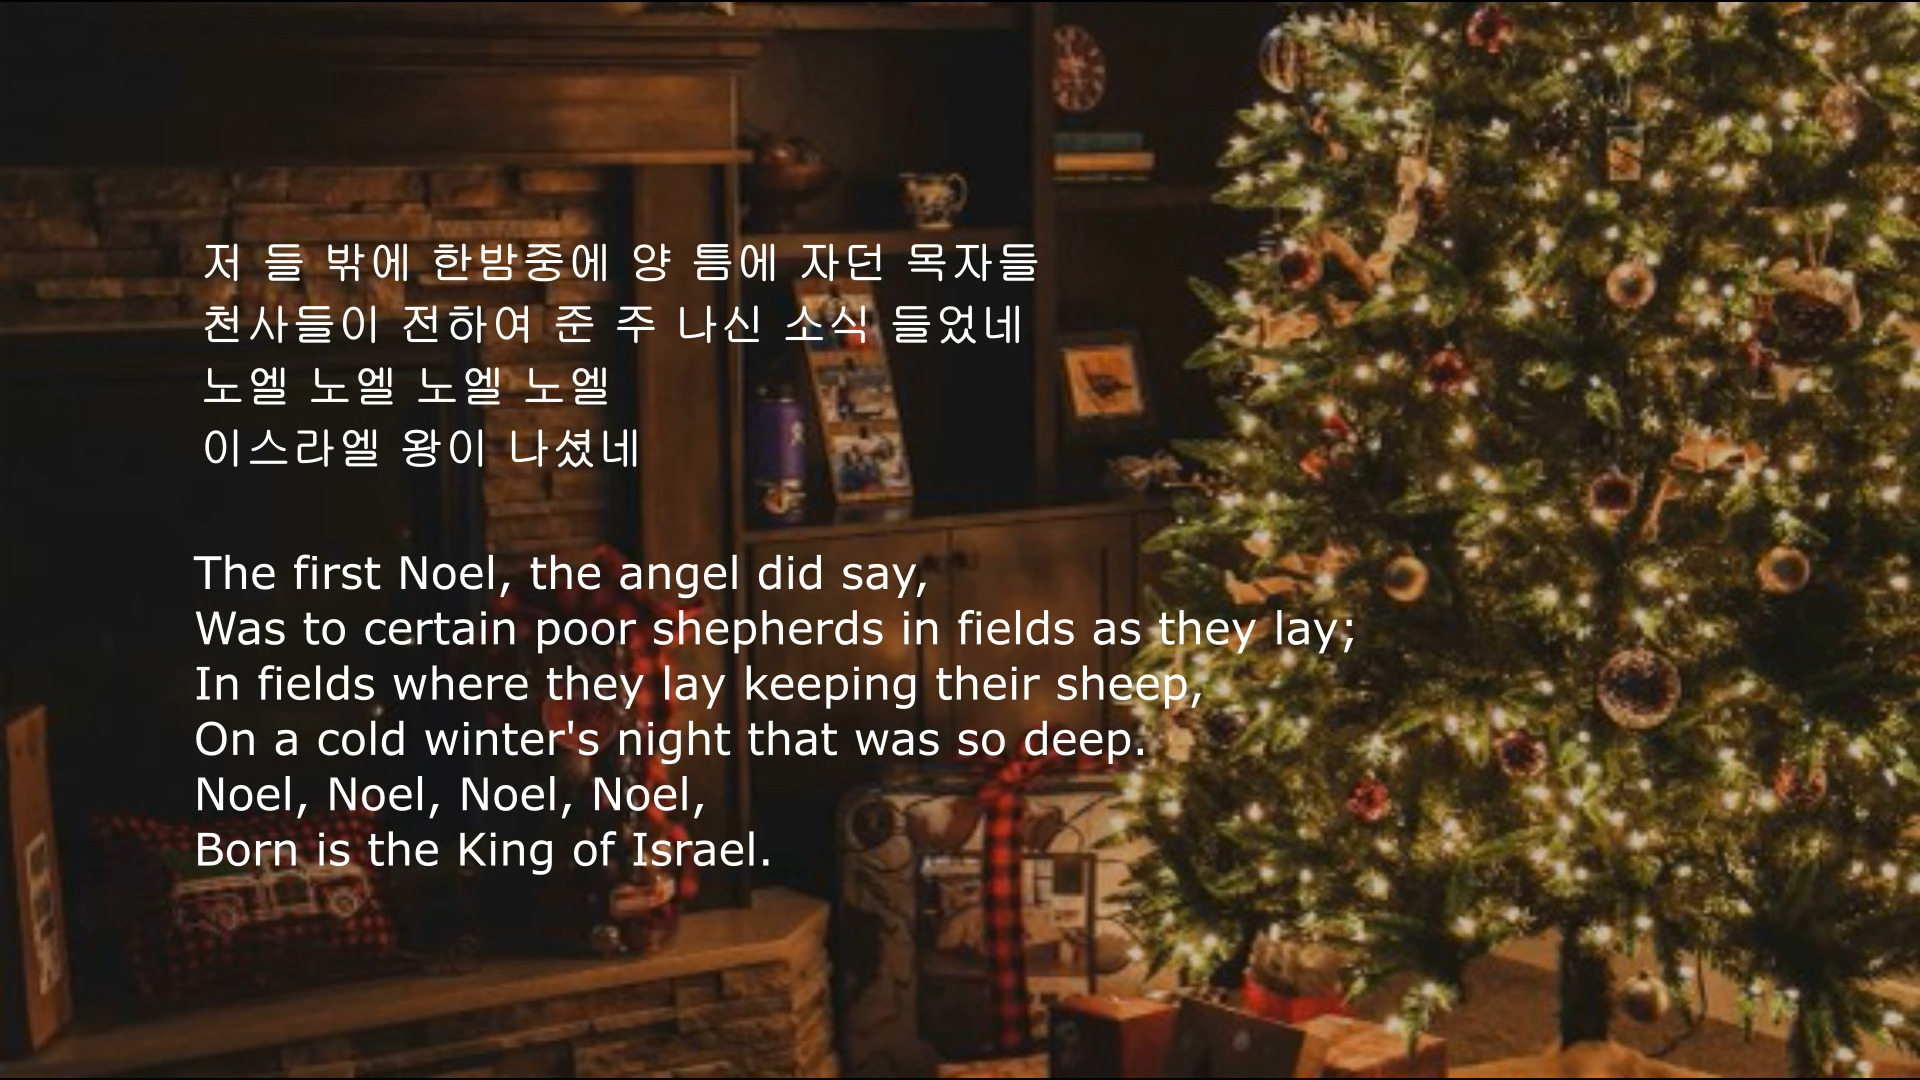 저 들 밖에 한밤중에 양 틈에 자던 목자들
천사들이 전하여 준 주 나신 소식 들었네
노엘 노엘 노엘 노엘
이스라엘 왕이 나셨네
The first Noel, the angel did say,
Was to certain poor shepherds in fields as they lay;
In fields where they lay keeping their sheep,
On a cold winter's night that was so deep.
Noel, Noel, Noel, Noel,
Born is the King of Israel.